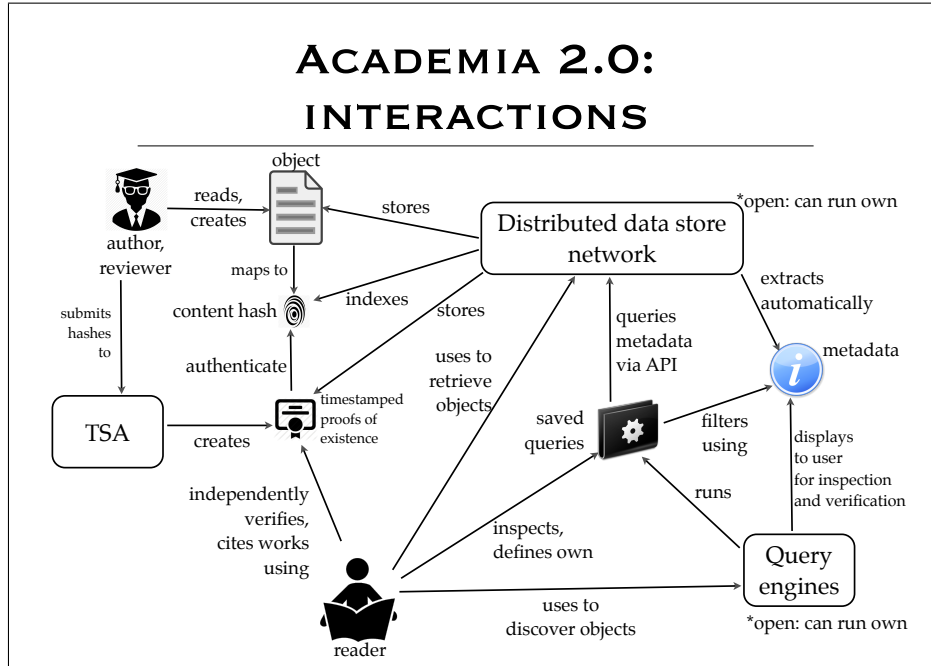 ACADEMIA 2.0:
INTERACTIONS
object
reads,
creates
author,
reviewer
stores
Distributed data store
network
*open: can run own
maps to
content hash
indexes
stores
extracts
automatically
submits
hashes
to
authenticate
uses to
retrieve
objects
queries
metadata
via API
metadata
TSA
creates
timestamped
proofs of
existence
saved
queries
filters
using
displays
to user
for inspection
and verification
independently
verifies,
cites works
using
inspects,
defines own
runs
Query
engines
*open: can run own
uses to
discover objects
reader